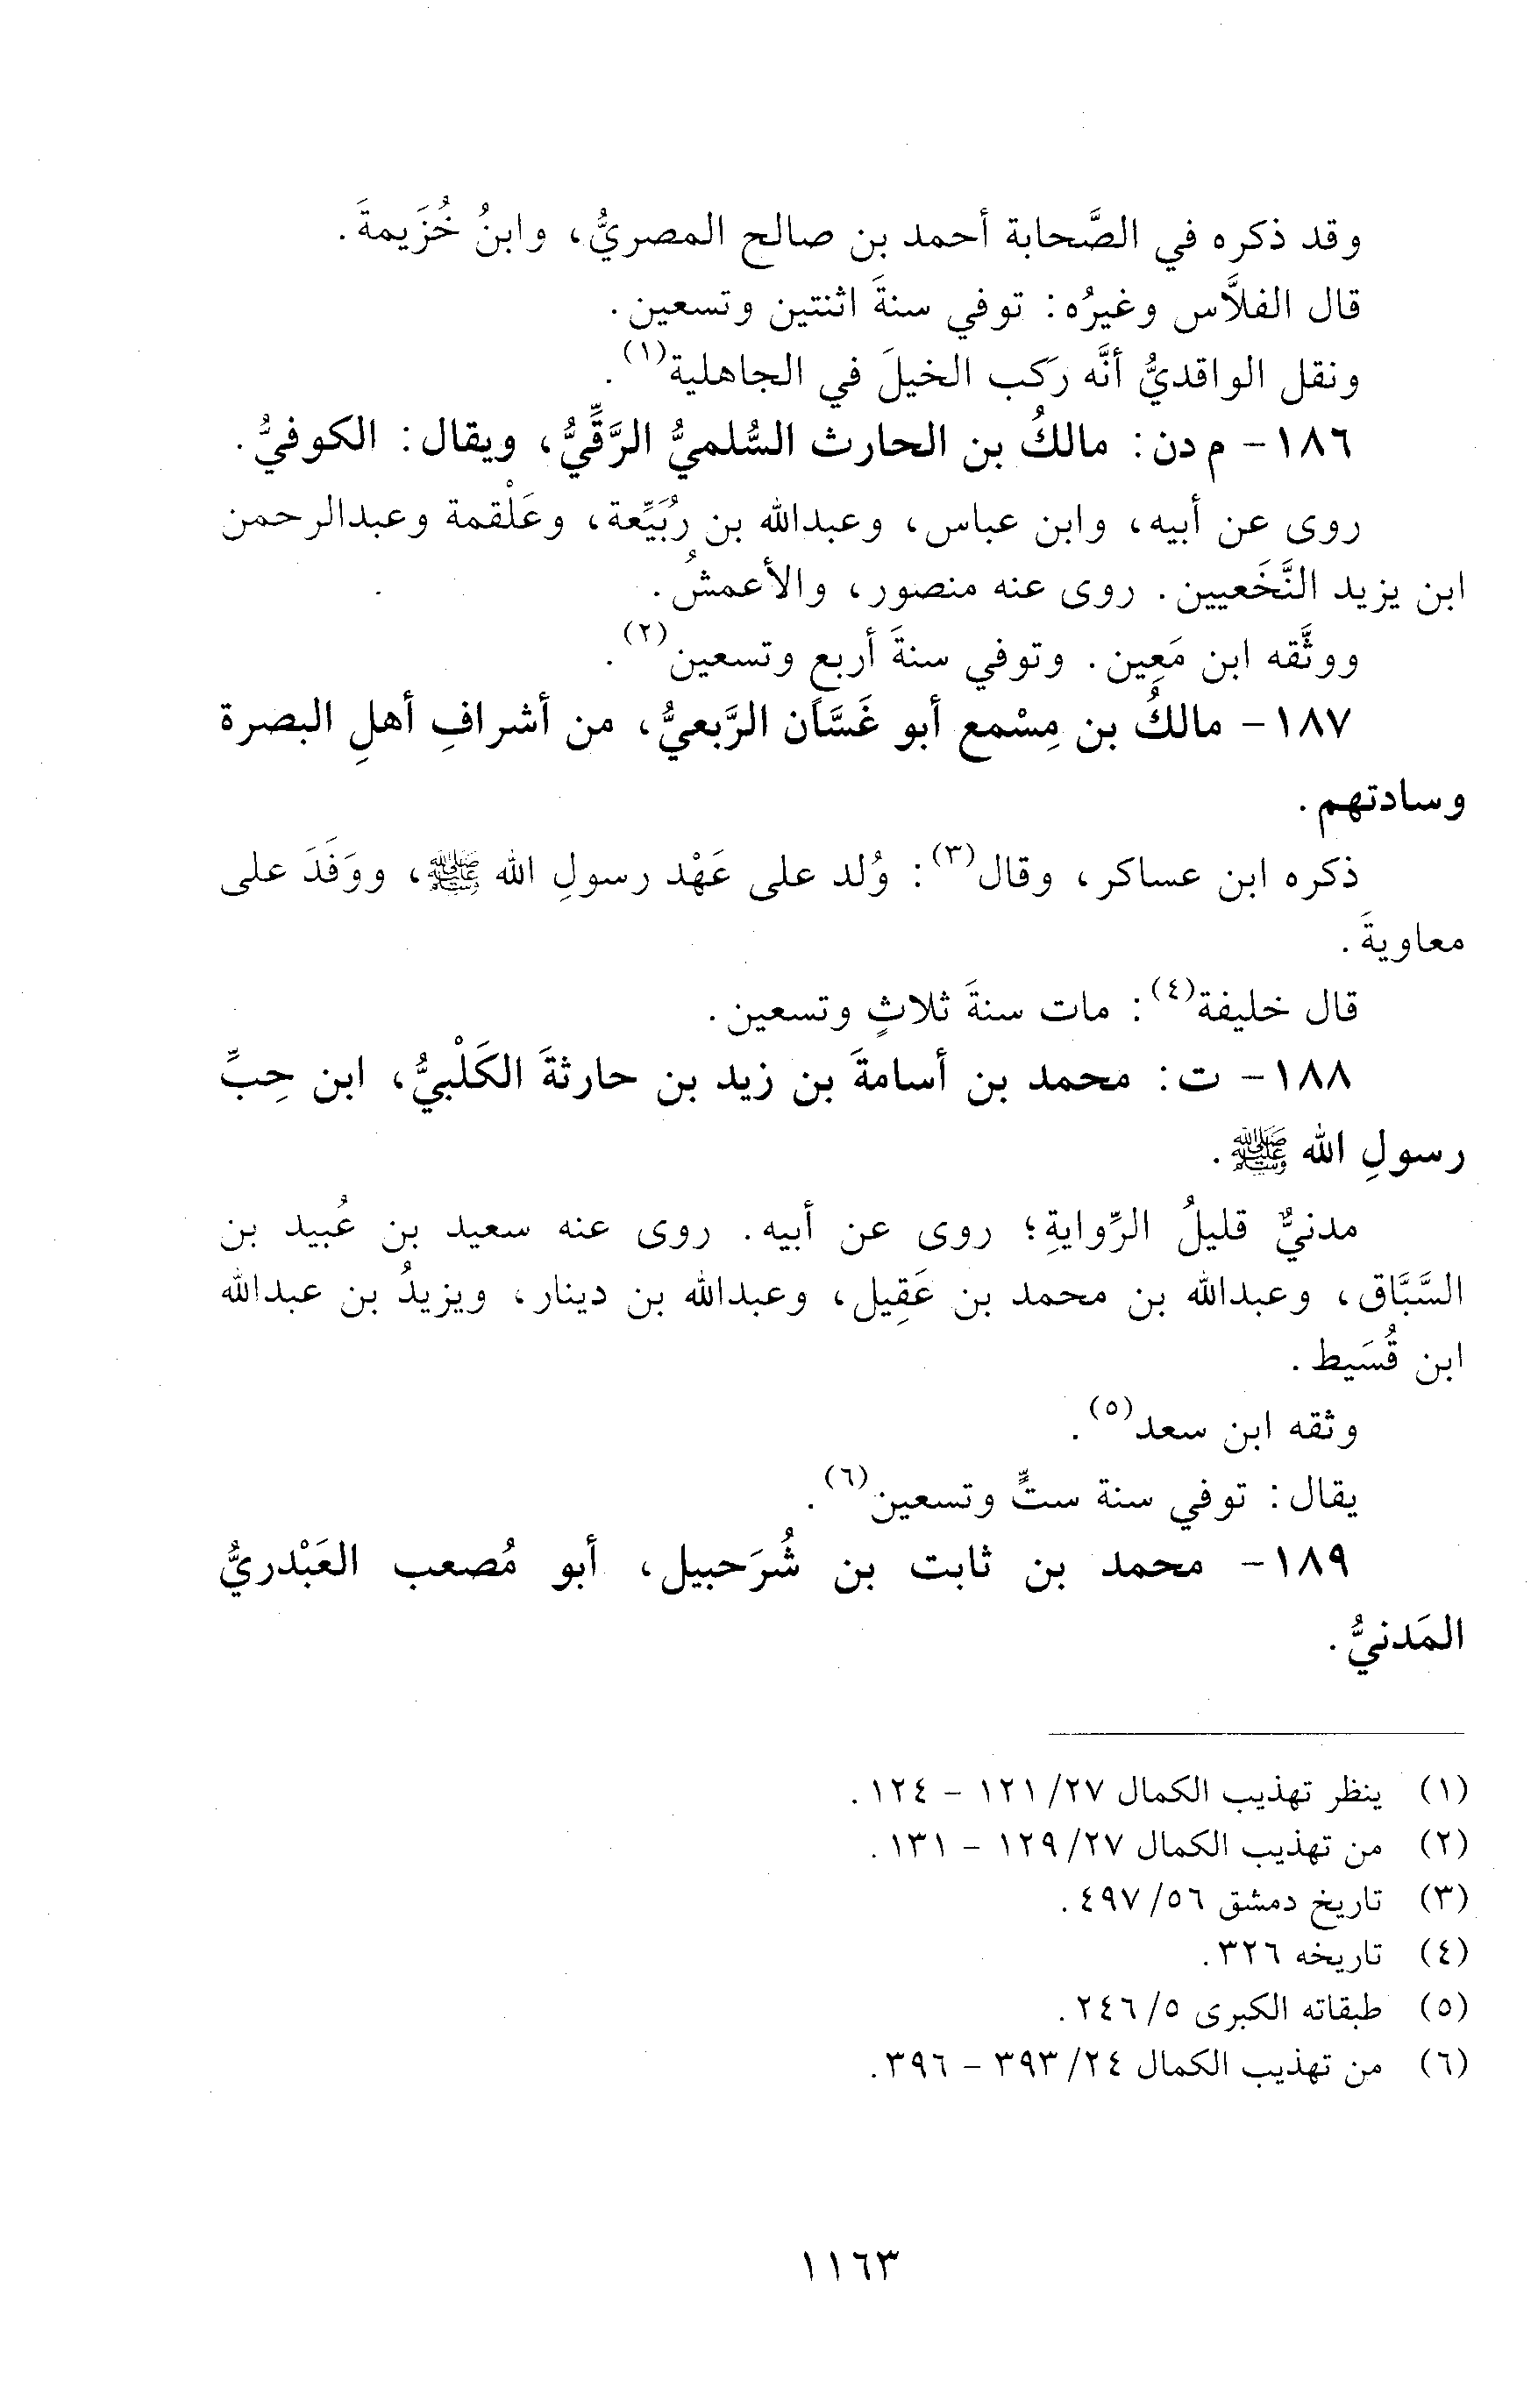 وقد ذكره في الصَّحابة أحمد بن صالح المصريُّ، وابنُ خُزَيمةَ.
قال الفلاَّس وغيرُه: توفي سنةَ اثنتين وتسعين.
ونقل الواقديُّ أنَّه رَكب الخيلَ في الجاهلية(١).
١٨٦- م دن: مالكُ بن الحارث السُّلميُّ الرَّقِّيُّ، ويقال: الكوفيُّ.
روى عن أبيه، وابن عباس، وعبدالله بن رُبَيِّعة، وعَلْقمة وعبدالرحمن
ابن يزيد النَّخَعيين. روى عنه منصور، والأعمشُ.
ووثَّقه ابن مَعِين. وتوفي سنةَ أربع وتسعين(٢).
١٨٧- مالكُ بن مِسْمع أبو غَسَّان الرَّبعيُّ، من أشرافِ أهلِ البصرة
وسادتهم.
ذكره ابن عساكر، وقال(٣): وُلد على عَهْد رسولِ الله ﷺ، ووَفَدَ على
معاويةَ.
قال خليفة(٤): مات سنةَ ثلاثٍ وتسعين.
١٨٨- ت: محمد بن أسامةَ بن زيد بن حارثةَ الكَلْبيُّ، ابن حِبِّ
رسولِ الله ﷺ.
مدنيٌّ قليلُ الرِّوايةِ؛ روى عن أبيه. روى عنه سعيد بن عُبيد بن
السَّبَّاق، وعبدالله بن محمد بن عَقِيل، وعبدالله بن دينار، ويزيدُ بن عبدالله
ابن قُسَيط.
وثقه ابن سعد(٥).
يقال: توفي سنة ستٍّ وتسعين(٦).
١٨٩- محمد بن ثابت بن شُرَحبيل، أبو مُصعب العَبْدريُّ
المَدنيُّ.
(١) ينظر تهذيب الكمال ٢٧/ ١٢١ - ١٢٤.
(٢) من تهذيب الكمال ٢٧/ ١٢٩ - ١٣١.
(٣) تاريخ دمشق ٥٦/ ٤٩٧.
(٤) تاريخه ٣٢٦.
(٥) طبقاته الكبرى ٥/ ٢٤٦.
(٦) من تهذيب الكمال ٢٤/ ٣٩٣ - ٣٩٦.
١١٦٣